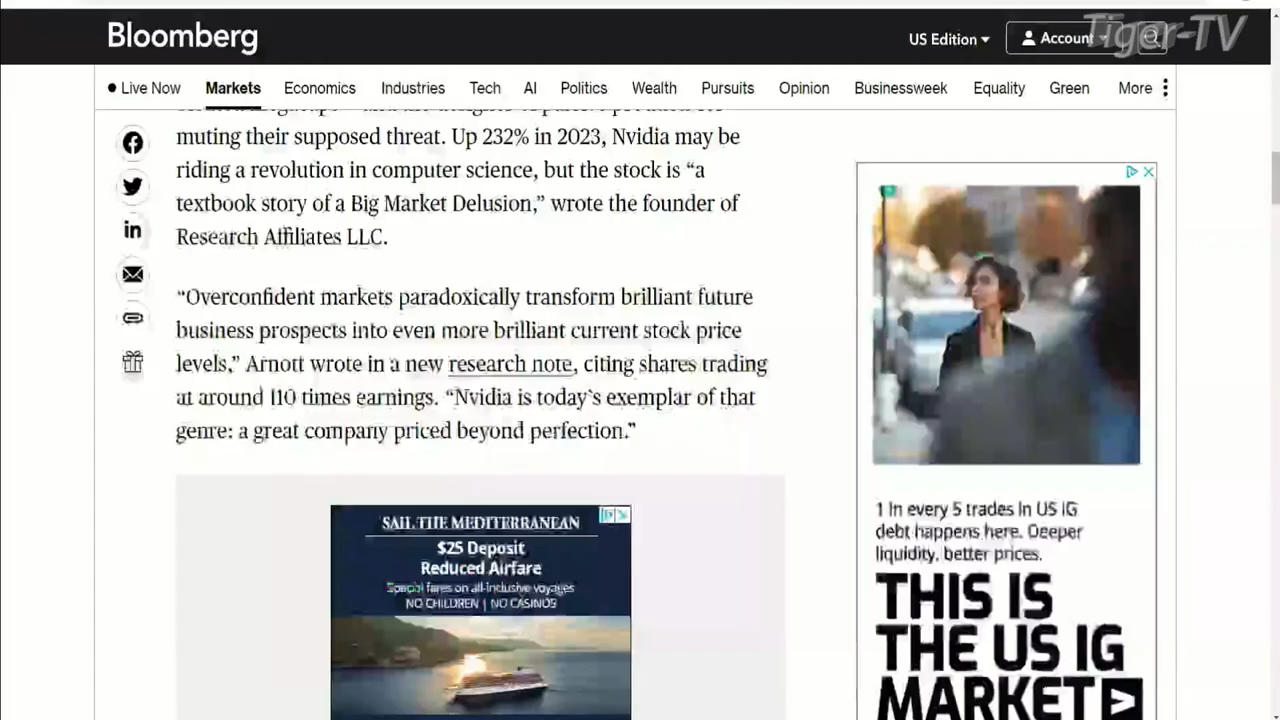 Bloomberg
US Edition
Account
Tiger-TV
Live Now Markets Economics Industries Tech AI Politics Wealth Pursuits Opinion Businessweek Equality Green More
muting their supposed threat. Up 232% in 2023, Nvidia may be
riding a revolution in computer science, but the stock is “a
textbook story of a Big Market Delusion,” wrote the founder of
Research Affiliates LLC.
“Overconfident markets paradoxically transform brilliant future
business prospects into even more brilliant current stock price
levels,” Arnott wrote in a new research note, citing shares trading
at around 110 times earnings. “Nvidia is today’s exemplar of that
genre: a great company priced beyond perfection.”
SAIL THE MEDITERRANEAN
$25 Deposit
Reduced Airfare
Special fares on all-inclusive voyages
NO CHILDREN | NO CASINOS
1 in every 5 trades in US IG
debt happens here. Deeper
liquidity, better prices.
THIS IS
THE US IG
MARKET